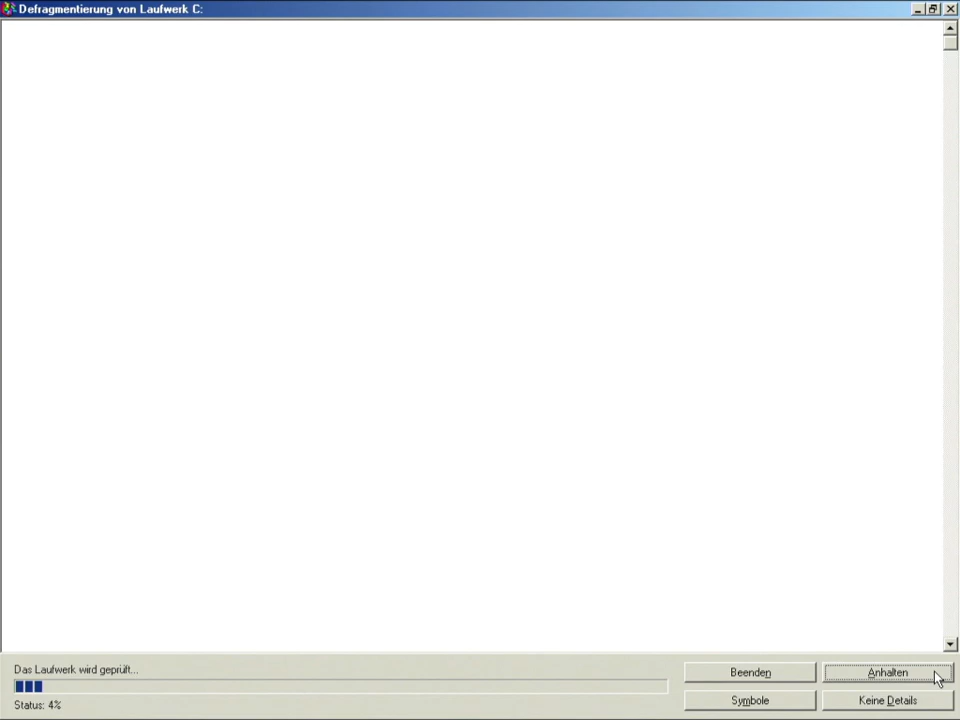 Defragmentierung von Laufwerk C:
Das Laufwerk wird geprüft...
Status: 4%
Beenden
Anhalten
Symbole
Keine Details